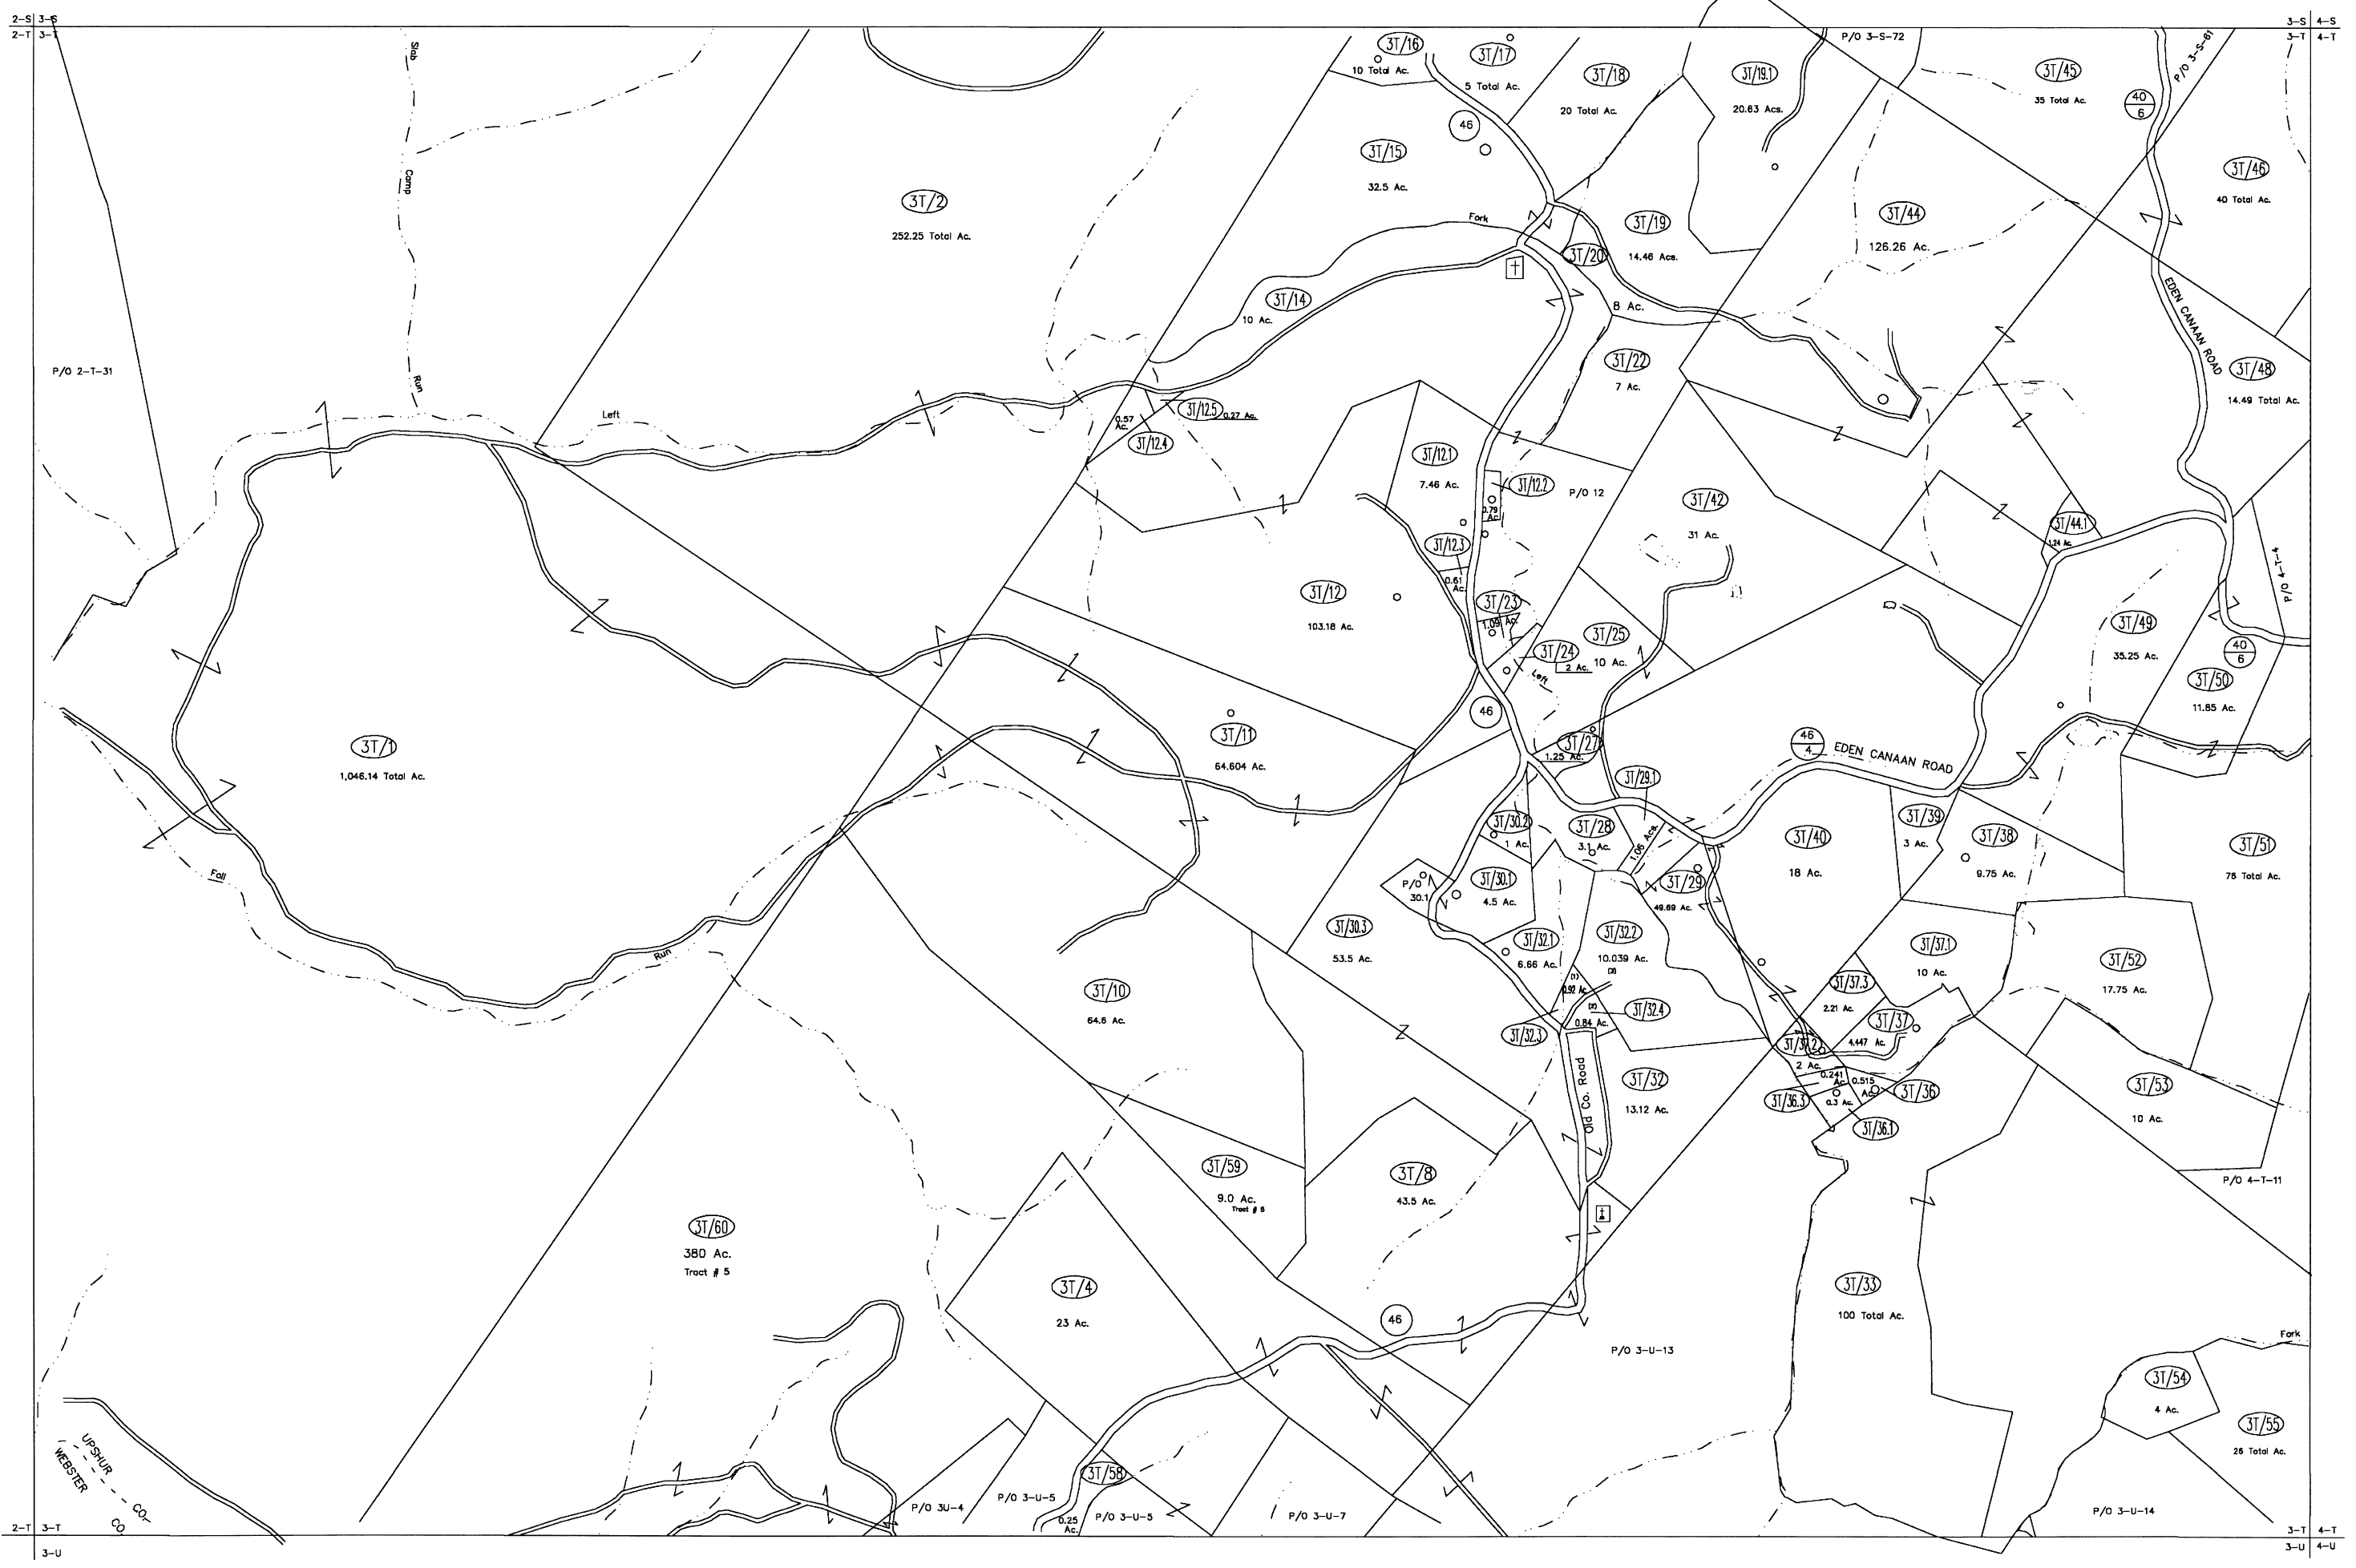 2-S 3-S
2-T 3-T
3-S 4-S
3-T 4-T
P/O 3-S-72
P/O 3-S-61
Slab
Camp
Run
3T/16
10 Total Ac.
3T/17
5 Total Ac.
3T/18
20 Total Ac.
3T/19.1
20.63 Acs.
3T/45
35 Total Ac.
40
6
46
3T/15
32.5 Ac.
3T/46
40 Total Ac.
3T/2
252.25 Total Ac.
Fork
3T/19
14.46 Acs.
3T/44
126.26 Ac.
3T/20
8 Ac.
3T/14
10 Ac.
EDEN CANAAN ROAD
P/O 2-T-31
3T/22
7 Ac.
3T/48
14.49 Total Ac.
Left
3T/12.5
0.27 Ac.
0.57
Ac.
3T/12.4
3T/12.1
7.46 Ac.
3T/12.2
0.79
Ac.
P/O 12
3T/42
31 Ac.
3T/44.1
1.24 Ac.
3T/12.3
0.61
Ac.
P/O 4-T-4
3T/12
103.18 Ac.
3T/23
1.09 Ac.
3T/24
2 Ac.
3T/25
10 Ac.
Left
3T/49
35.25 Ac.
40
6
3T/50
11.85 Ac.
46
3T/1
1,046.14 Total Ac.
3T/11
64.604 Ac.
3T/27
1.25 Ac.
46
4
EDEN CANAAN ROAD
3T/29.1
1.06 Acs.
3T/30.2
1 Ac.
3T/28
3.1 Ac.
3T/40
18 Ac.
3T/39
3 Ac.
3T/38
9.75 Ac.
3T/51
76 Total Ac.
Fall
P/O
30.1
3T/30.1
4.5 Ac.
3T/29
49.69 Ac.
3T/30.3
53.5 Ac.
3T/32.1
6.66 Ac.
3T/32.2
10.039 Ac.
3T/37.1
10 Ac.
3T/52
17.75 Ac.
Run
3T/10
64.6 Ac.
(1)
0.92 Ac.
(3)
(2)
0.84 Ac.
3T/32.4
3T/32.3
3T/37.3
2.21 Ac.
3T/37
4.447 Ac.
3T/37.2
2 Ac.
0.241
Ac.
0.515
Ac.
3T/36
3T/36.3
0.3 Ac.
3T/36.1
Old Co. Road
3T/32
13.12 Ac.
3T/53
10 Ac.
3T/59
9.0 Ac.
Tract # 6
3T/8
43.5 Ac.
P/O 4-T-11
3T/60
380 Ac.
Tract # 5
3T/4
23 Ac.
3T/33
100 Total Ac.
46
P/O 3-U-13
Fork
3T/54
4 Ac.
3T/55
26 Total Ac.
UPSHUR CO.
WEBSTER CO.
3T/58
0.25
Ac.
P/O 3U-4
P/O 3-U-5
P/O 3-U-5
P/O 3-U-7
P/O 3-U-14
2-T 3-T
3-U
3-T 4-T
3-U 4-U